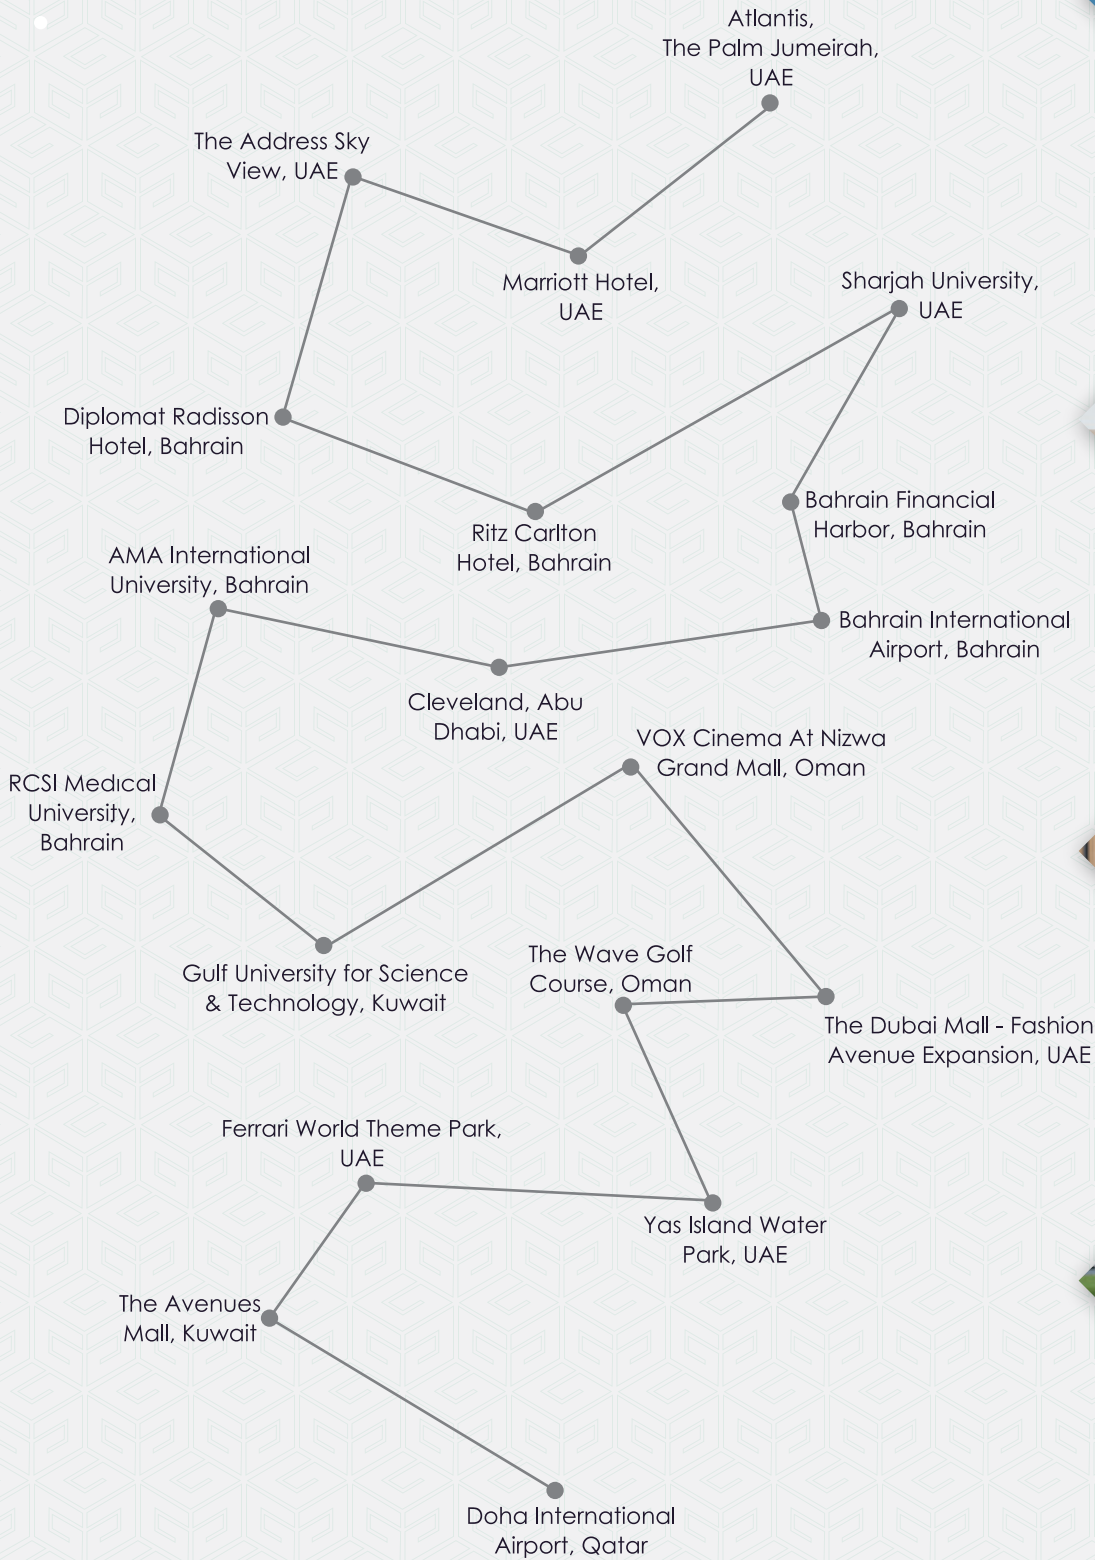 Atlantis,
The Palm Jumeirah,
UAE
The Address Sky
View, UAE
Marriott Hotel,
UAE
Sharjah University,
UAE
Diplomat Radisson
Hotel, Bahrain
Ritz Carlton
Hotel, Bahrain
Bahrain Financial
Harbor, Bahrain
AMA International
University, Bahrain
Bahrain International
Airport, Bahrain
Cleveland, Abu
Dhabi, UAE
VOX Cinema At Nizwa
Grand Mall, Oman
RCSI Medical
University,
Bahrain
Gulf University for Science
& Technology, Kuwait
The Wave Golf
Course, Oman
The Dubai Mall - Fashion
Avenue Expansion, UAE
Ferrari World Theme Park,
UAE
Yas Island Water
Park, UAE
The Avenues
Mall, Kuwait
Doha International
Airport, Qatar